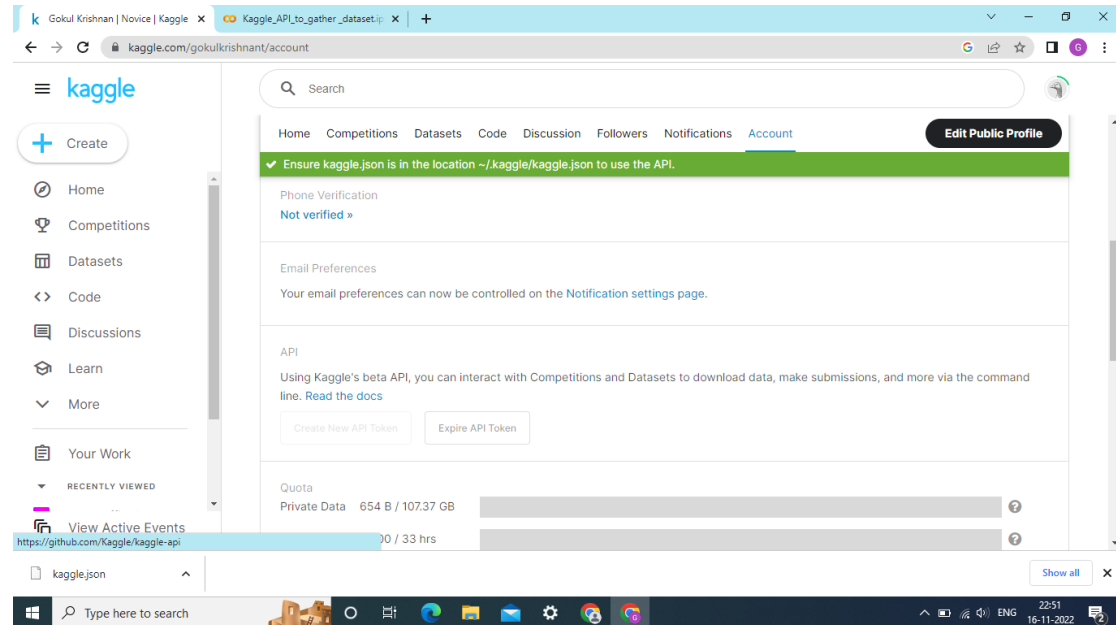 Gokul Krishnan | Novice | Kaggle
Kaggle_API_to_gather _dataset.ip
kaggle.com/gokulkrishnant/account
G
kaggle
Search
Create
Home Competitions Datasets Code Discussion Followers Notifications Account
Edit Public Profile
Ensure kaggle.json is in the location ~/.kaggle/kaggle.json to use the API.
Home
Competitions
Datasets
Code
Discussions
Learn
More
Your Work
RECENTLY VIEWED
View Active Events
Phone Verification
Not verified »
Email Preferences
Your email preferences can now be controlled on the Notification settings page.
API
Using Kaggle's beta API, you can interact with Competitions and Datasets to download data, make submissions, and more via the command
line. Read the docs
Create New API Token Expire API Token
Quota
Private Data 654 B / 107.37 GB
00 / 33 hrs
https://github.com/Kaggle/kaggle-api
kaggle.json
Show all
Type here to search
ENG
22:51
16-11-2022
2